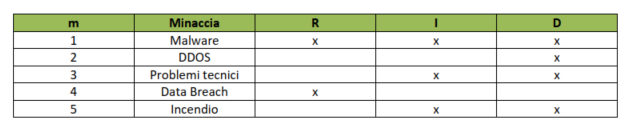 m Minaccia R I D
1 Malware x x x
2 DDOS x
3 Problemi tecnici x x
4 Data Breach x
5 Incendio x x